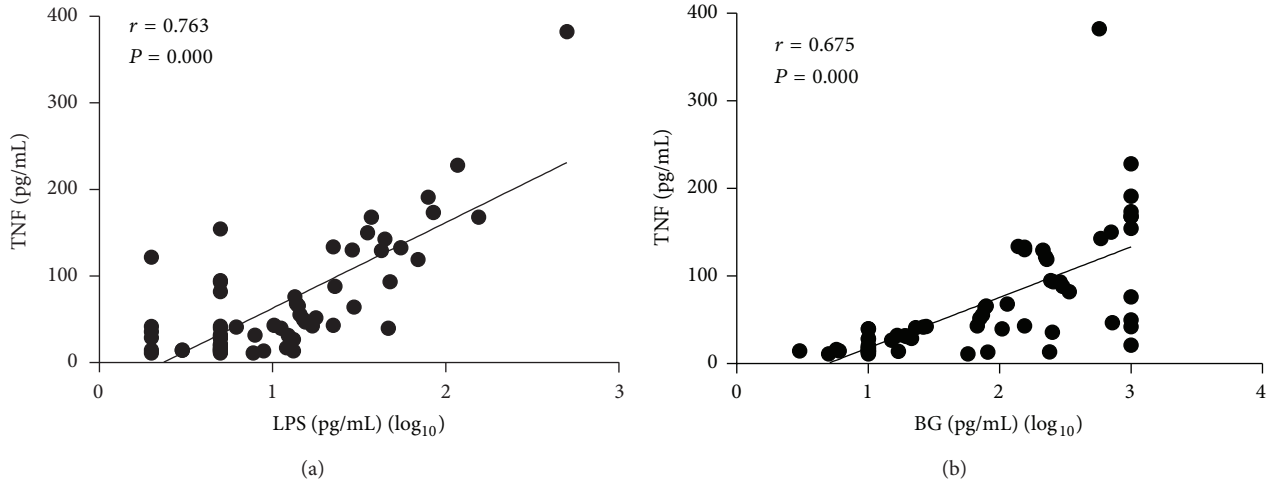 r = 0.763
P = 0.000
400
300
200
100
0
TNF (pg/mL)
0 1 2 3
LPS (pg/mL) (log10)
(a)
r = 0.675
P = 0.000
400
300
200
100
0
TNF (pg/mL)
0 1 2 3 4
BG (pg/mL) (log10)
(b)